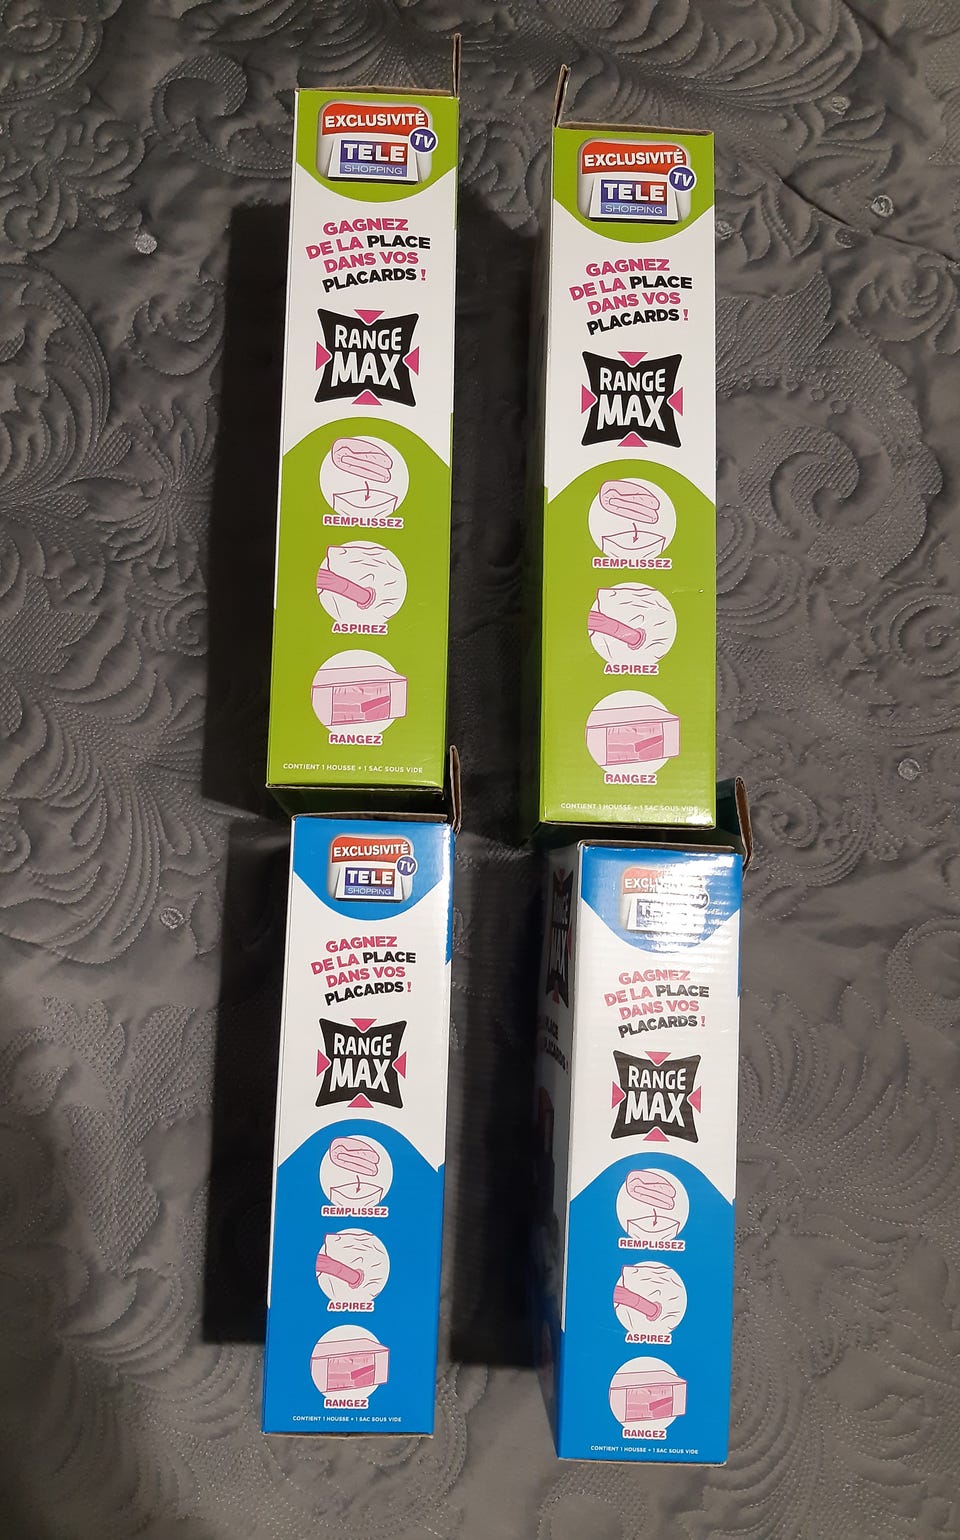 EXCLUSIVITÉ
TV
TELE
SHOPPING
GAGNEZ
DE LA PLACE
DANS VOS
PLACARDS !
RANGE
MAX
REMPLISSEZ
ASPIREZ
RANGEZ
CONTIENT 1 HOUSSE + 1 SAC SOUS VIDE
EXCLUSIVITÉ
TV
TELE
SHOPPING
GAGNEZ
DE LA PLACE
DANS VOS
PLACARDS !
RANGE
MAX
REMPLISSEZ
ASPIREZ
RANGEZ
CONTIENT 1 HOUSSE + 1 SAC SOUS VIDE
EXCLUSIVITÉ
TV
TELE
SHOPPING
GAGNEZ
DE LA PLACE
DANS VOS
PLACARDS !
RANGE
MAX
REMPLISSEZ
ASPIREZ
RANGEZ
CONTIENT 1 HOUSSE + 1 SAC SOUS VIDE
GAGNEZ
DE LA PLACE
DANS VOS
PLACARDS !
RANGE
MAX
REMPLISSEZ
ASPIREZ
RANGEZ
CONTIENT 1 HOUSSE + 1 SAC SOUS VIDE